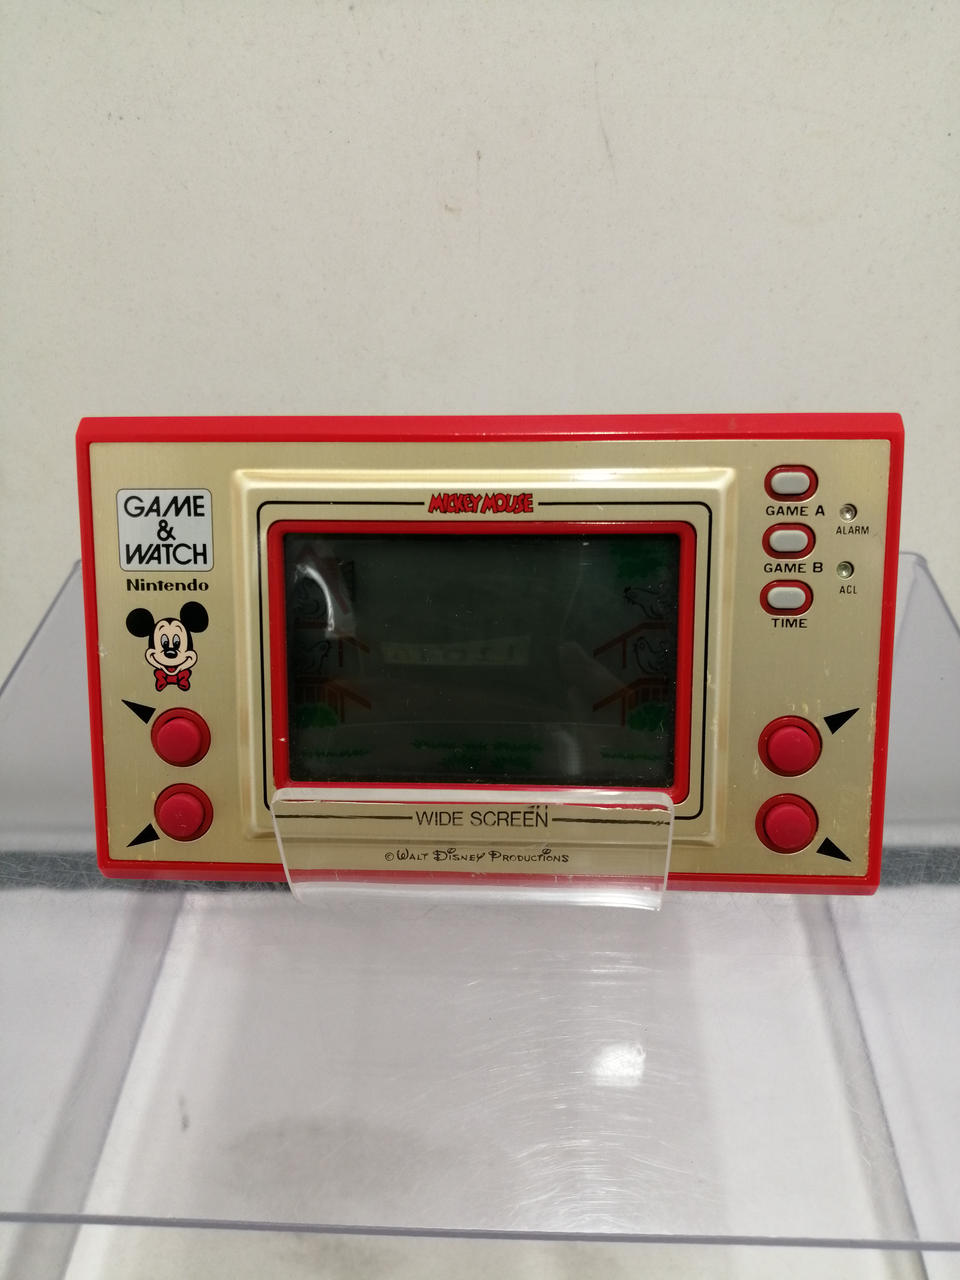 MICKEY MOUSE
GAME
&
WATCH
Nintendo
GAME A
ALARM
GAME B
ACL
TIME
WIDE SCREEN
© WALT DISNEY PRODUCTIONS